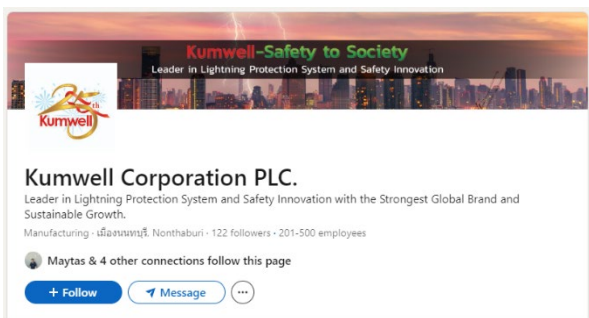 Kumwell-Safety to Society
Leader in Lightning Protection System and Safety Innovation
25th
Kumwell
Kumwell Corporation PLC.
Leader in Lightning Protection System and Safety Innovation with the Strongest Global Brand and
Sustainable Growth.
Manufacturing · เมืองนนทบุรี, Nonthaburi · 122 followers · 201-500 employees
Maytas & 4 other connections follow this page
+ Follow
Message